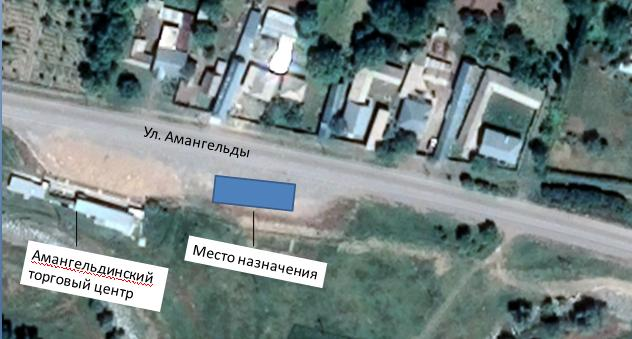 Ул. Амангельды
Место назначения
Амангельдинский
торговый центр